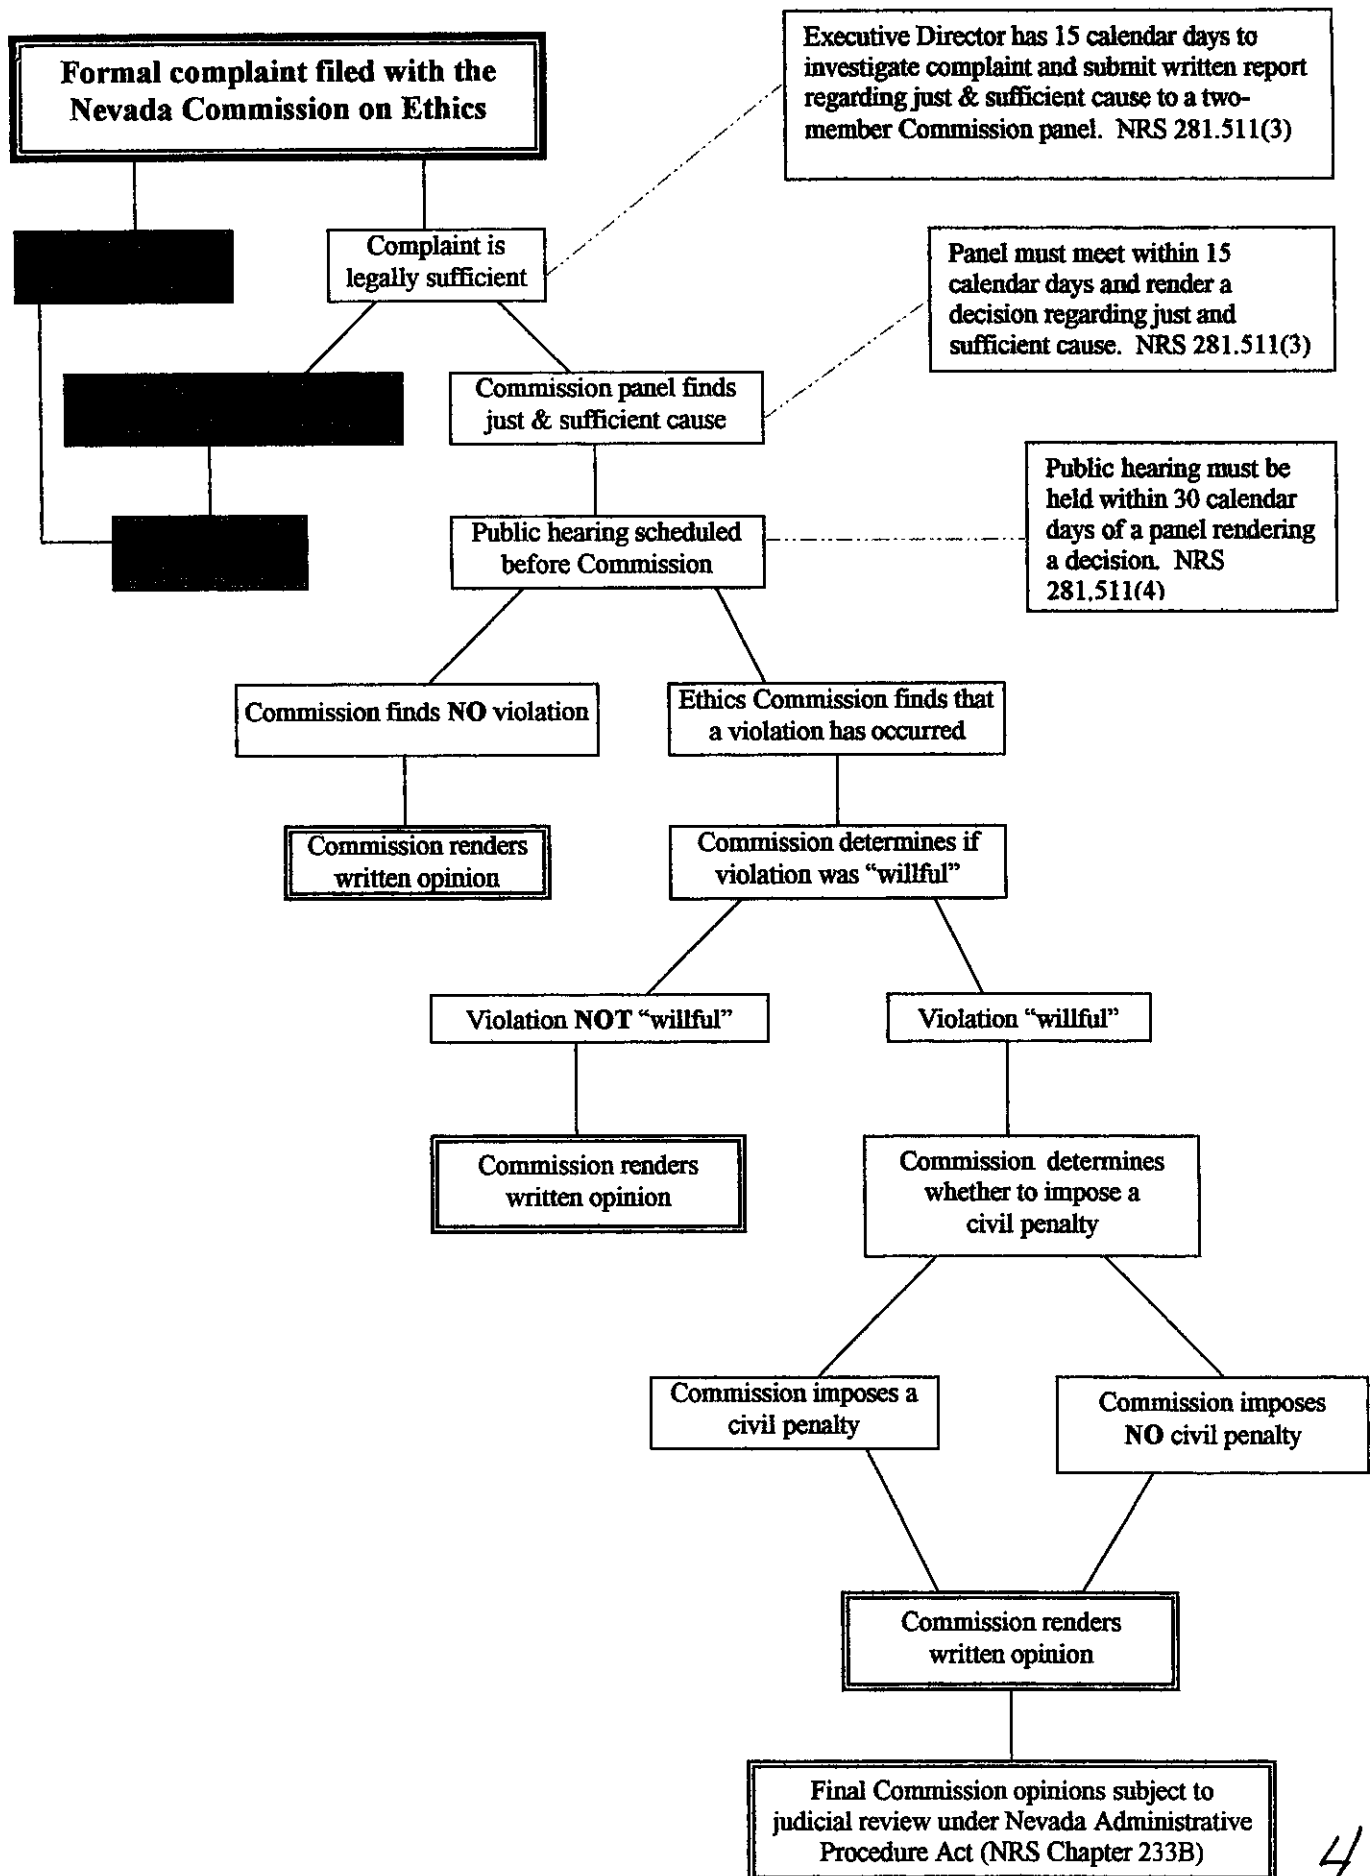 Formal complaint filed with the
Nevada Commission on Ethics
Executive Director has 15 calendar days to
investigate complaint and submit written report
regarding just & sufficient cause to a two-
member Commission panel. NRS 281.511(3)
Complaint is
legally sufficient
Panel must meet within 15
calendar days and render a
decision regarding just and
sufficient cause. NRS 281.511(3)
Commission panel finds
just & sufficient cause
Public hearing must be
held within 30 calendar
days of a panel rendering
a decision. NRS
281.511(4)
Public hearing scheduled
before Commission
Commission finds NO violation
Ethics Commission finds that
a violation has occurred
Commission renders
written opinion
Commission determines if
violation was “willful”
Violation NOT “willful”
Violation “willful”
Commission renders
written opinion
Commission determines
whether to impose a
civil penalty
Commission imposes a
civil penalty
Commission imposes
NO civil penalty
Commission renders
written opinion
Final Commission opinions subject to
judicial review under Nevada Administrative
Procedure Act (NRS Chapter 233B)
4